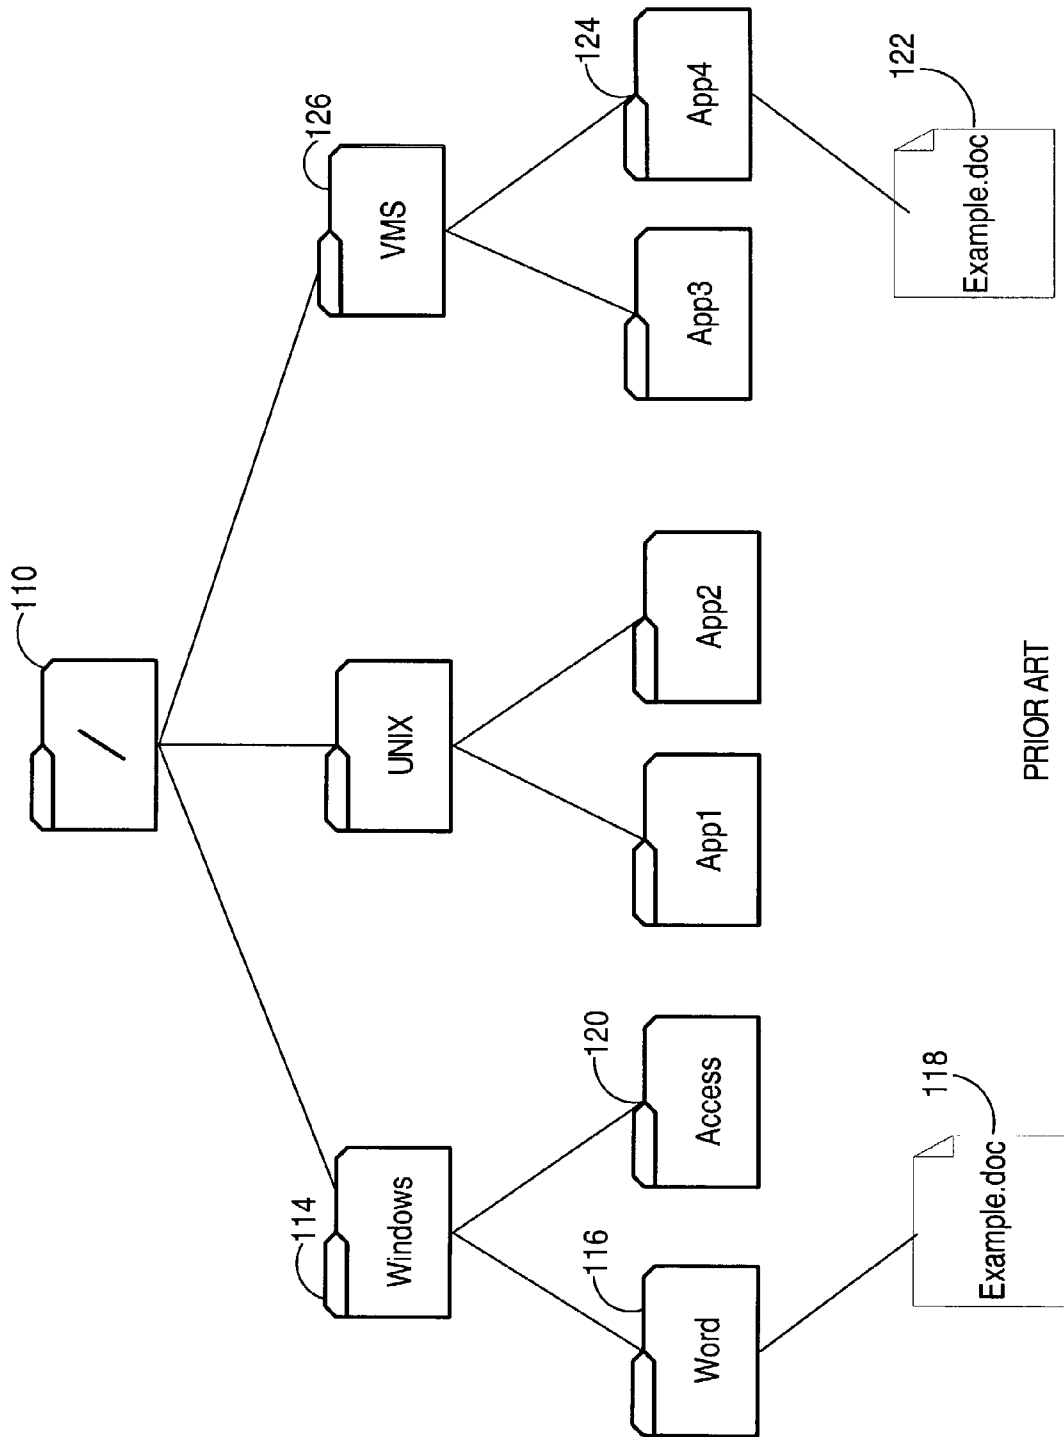 110
/
114
Windows
UNIX
126
VMS
116
Word
120
Access
App1
App2
App3
124
App4
118
Example.doc
122
Example.doc
PRIOR ART